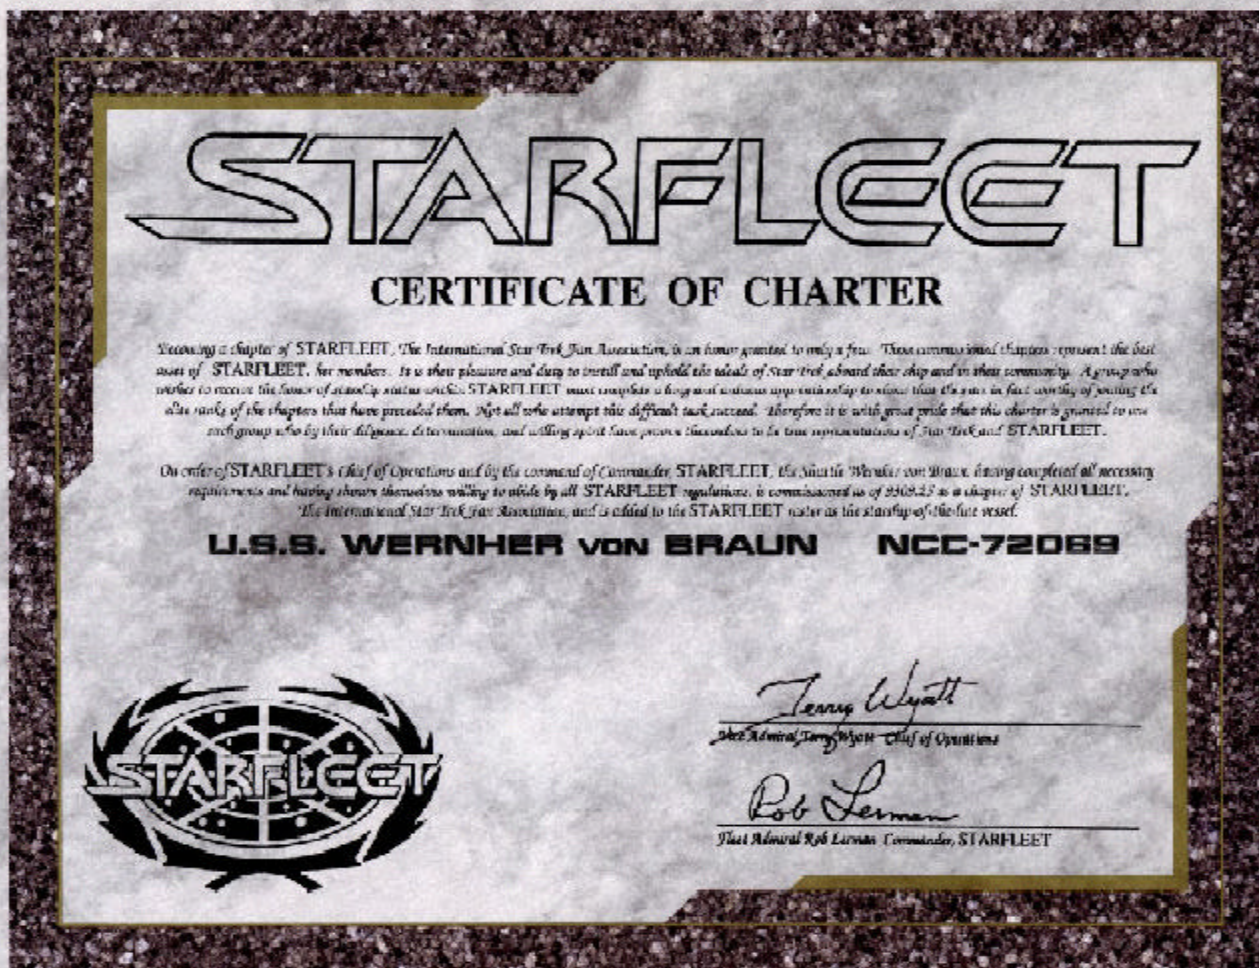 STARFLEET
CERTIFICATE OF CHARTER
Becoming a chapter of STARFLEET, The International Star Trek Fan Association, is an honor granted to only a few. These commissioned chapters represent the best
asset of STARFLEET, her members. It is their pleasure and duty to instill and uphold the ideals of Star Trek aboard their ship and in their community. A group who
wishes to receive the honor of starship status within STARFLEET must complete a long and arduous apprenticeship to show that they are in fact worthy of joining the
elite ranks of the chapters that have preceded them. Not all who attempt this difficult task succeed. Therefore it is with great pride that this charter is granted to one
such group who by their diligence, determination, and willing spirit have proven themselves to be true representations of Star Trek and STARFLEET.
On order of STARFLEET's Chief of Operations and by the command of Commander, STARFLEET, the Shuttle Wernher von Braun, having completed all necessary
requirements and having shown themselves willing to abide by all STARFLEET regulations, is commissioned as of 9309.25 as a chapter of STARFLEET,
The International Star Trek Fan Association, and is added to the STARFLEET roster as the starship-of-the-line vessel.
U.S.S. WERNHER VON BRAUN NCC-72069
STARFLEET
Terry Wyatt
Vice Admiral Terry Wyatt Chief of Operations
Rob Lerman
Fleet Admiral Rob Lerman Commander, STARFLEET